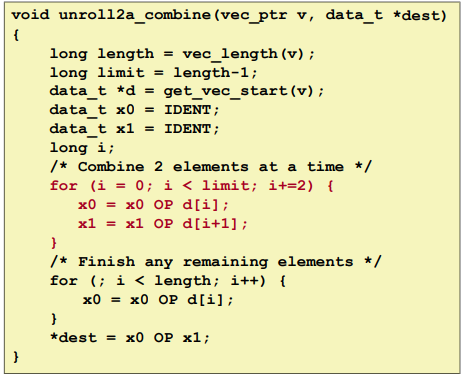 void unroll2a_combine(vec_ptr v, data_t *dest)
{
    long length = vec_length(v);
    long limit = length-1;
    data_t *d = get_vec_start(v);
    data_t x0 = IDENT;
    data_t x1 = IDENT;
    long i;
    /* Combine 2 elements at a time */
    for (i = 0; i < limit; i+=2) {
       x0 = x0 OP d[i];
       x1 = x1 OP d[i+1];
    }
    /* Finish any remaining elements */
    for (; i < length; i++) {
        x0 = x0 OP d[i];
    }
    *dest = x0 OP x1;
}